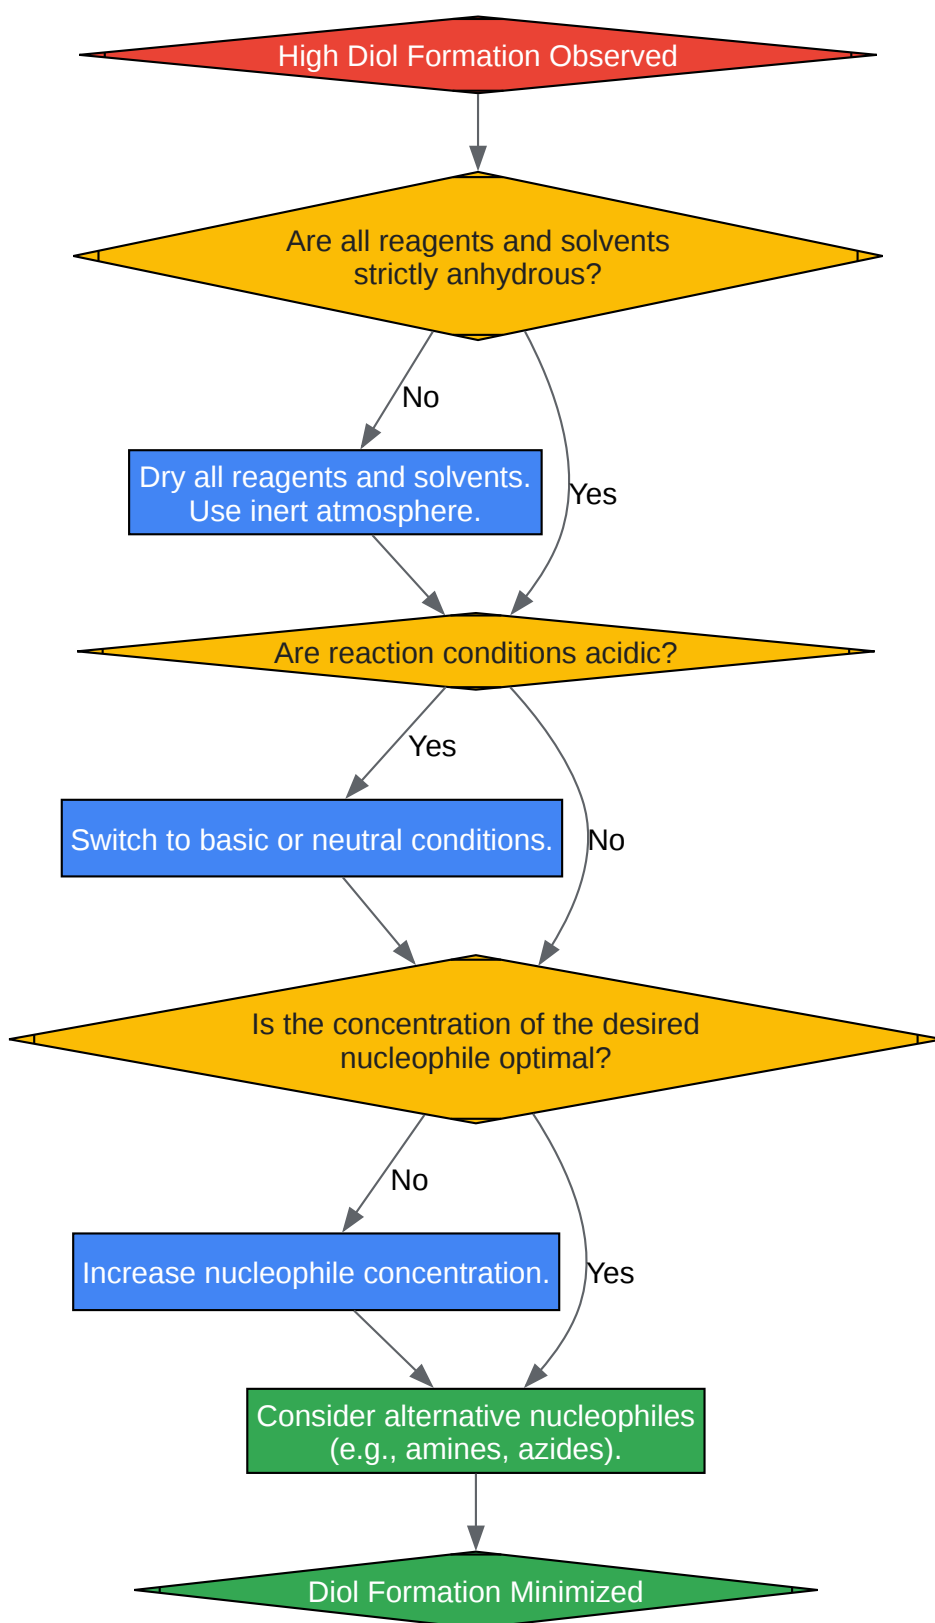 High Diol Formation Observed
Are all reagents and solvents
strictly anhydrous?
No
Dry all reagents and solvents.
Use inert atmosphere.
Yes
Are reaction conditions acidic?
Yes
Switch to basic or neutral conditions.
No
Is the concentration of the desired
nucleophile optimal?
No
Increase nucleophile concentration.
Yes
Consider alternative nucleophiles
(e.g., amines, azides).
Diol Formation Minimized